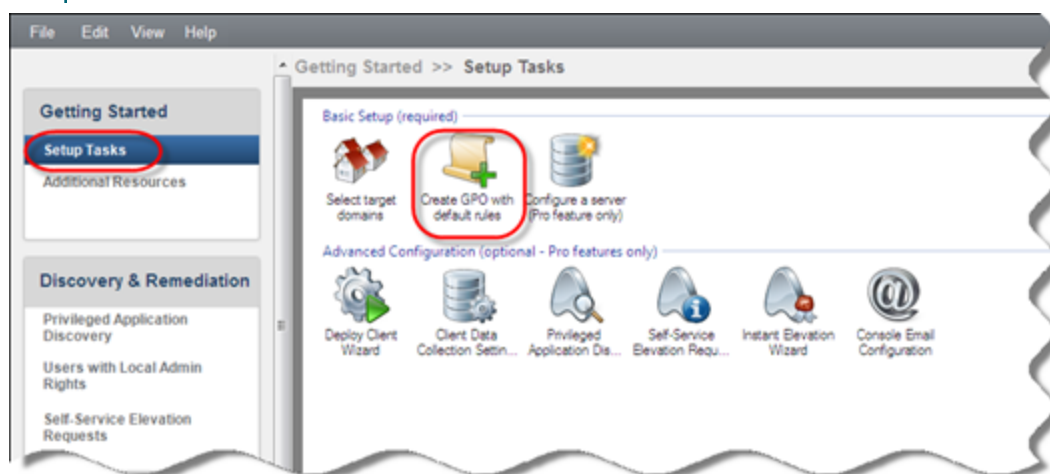 File Edit View Help
Getting Started >> Setup Tasks
Getting Started
Setup Tasks
Additional Resources
Discovery & Remediation
Privileged Application
Discovery
Users with Local Admin
Rights
Self-Service Elevation
Requests
Basic Setup (required)
Select target
domains
Create GPO with
default rules
Configure a server
(Pro feature only)
Advanced Configuration (optional - Pro features only)
Deploy Client
Wizard
Client Data
Collection Settin...
Privileged
Application Dis...
Self-Service
Elevation Requ...
Instant Elevation
Wizard
Console Email
Configuration